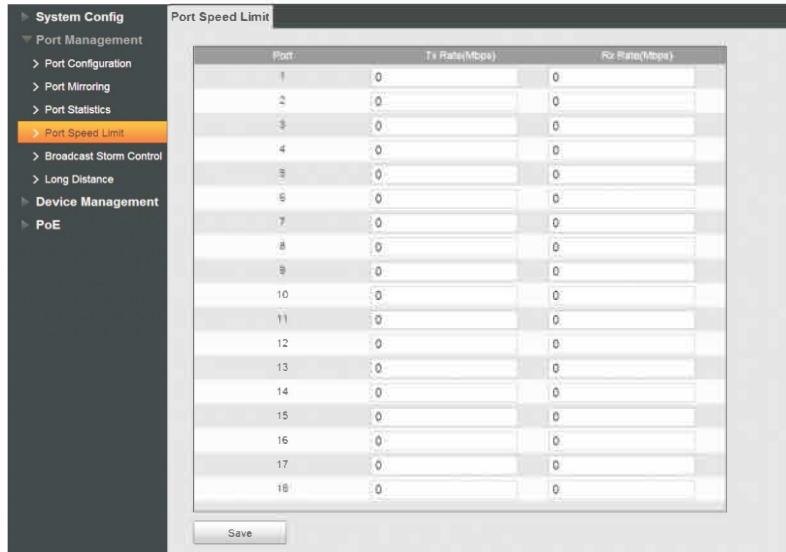 System Config
Port Management
Port Configuration
Port Mirroring
Port Statistics
Port Speed Limit
Broadcast Storm Control
Long Distance
Device Management
PoE
Port Speed Limit
Port Tx Rate(Mbps) Rx Rate(Mbps)
1 0 0
2 0 0
3 0 0
4 0 0
5 0 0
6 0 0
7 0 0
8 0 0
9 0 0
10 0 0
11 0 0
12 0 0
13 0 0
14 0 0
15 0 0
16 0 0
17 0 0
18 0 0
Save